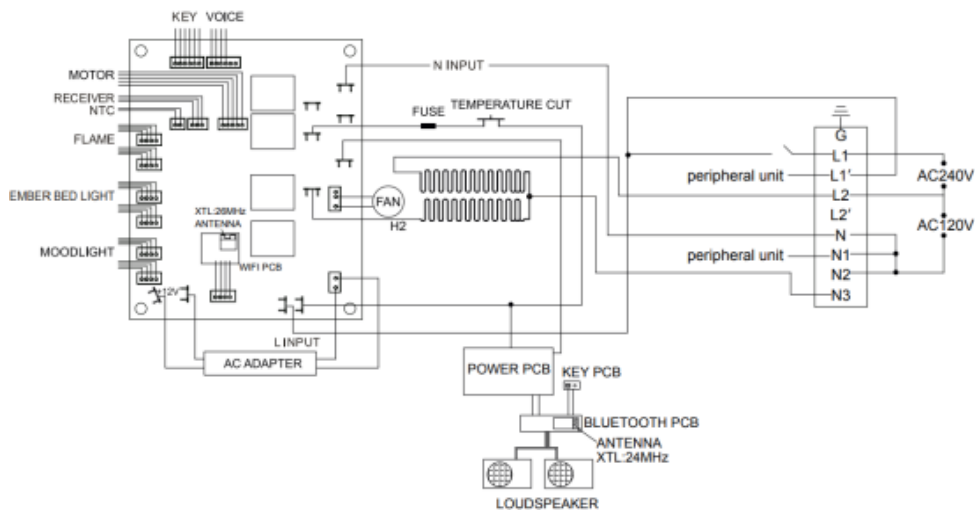 KEY VOICE
MOTOR
RECEIVER
NTC
FLAME
EMBER BED LIGHT
MOODLIGHT
XTL:26MHz
ANTENNA
WIFI PCB
+12V
L INPUT
AC ADAPTER
N INPUT
FUSE
TEMPERATURE CUT
FAN
H2
POWER PCB
KEY PCB
BLUETOOTH PCB
ANTENNA
XTL:24MHz
LOUDSPEAKER
G
L1
peripheral unit L1'
L2
L2'
N
peripheral unit N1
N2
N3
AC240V
AC120V